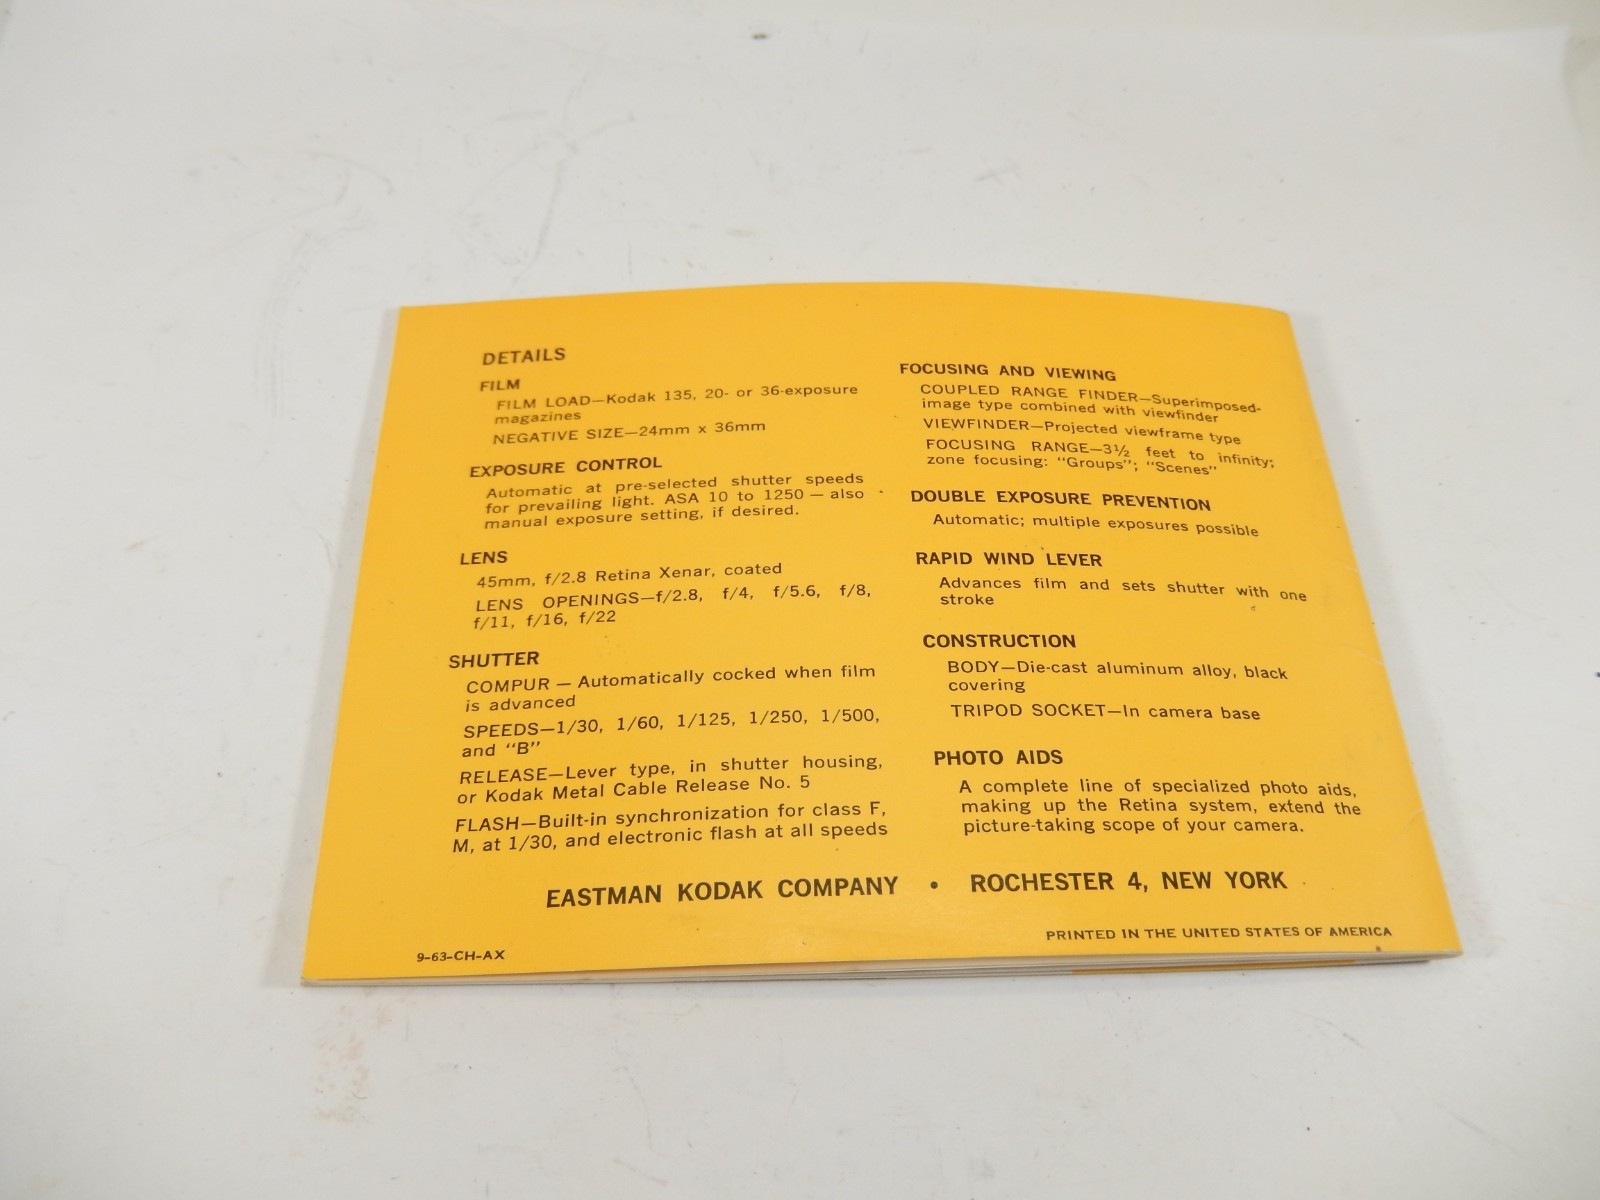 DETAILS
FILM
FILM LOAD—Kodak 135, 20- or 36-exposure
magazines
NEGATIVE SIZE—24mm x 36mm
EXPOSURE CONTROL
Automatic at pre-selected shutter speeds
for prevailing light. ASA 10 to 1250 — also
manual exposure setting, if desired.
LENS
45mm, f/2.8 Retina Xenar, coated
LENS OPENINGS—f/2.8, f/4, f/5.6, f/8,
f/11, f/16, f/22
SHUTTER
COMPUR — Automatically cocked when film
is advanced
SPEEDS—1/30, 1/60, 1/125, 1/250, 1/500,
and “B”
RELEASE—Lever type, in shutter housing,
or Kodak Metal Cable Release No. 5
FLASH—Built-in synchronization for class F,
M, at 1/30, and electronic flash at all speeds
FOCUSING AND VIEWING
COUPLED RANGE FINDER—Superimposed-
image type combined with viewfinder
VIEWFINDER—Projected viewframe type
FOCUSING RANGE—3½ feet to infinity;
zone focusing: “Groups”; “Scenes”
DOUBLE EXPOSURE PREVENTION
Automatic; multiple exposures possible
RAPID WIND LEVER
Advances film and sets shutter with one
stroke
CONSTRUCTION
BODY—Die-cast aluminum alloy, black
covering
TRIPOD SOCKET—In camera base
PHOTO AIDS
A complete line of specialized photo aids,
making up the Retina system, extend the
picture-taking scope of your camera.
EASTMAN KODAK COMPANY • ROCHESTER 4, NEW YORK
PRINTED IN THE UNITED STATES OF AMERICA
9-63-CH-AX